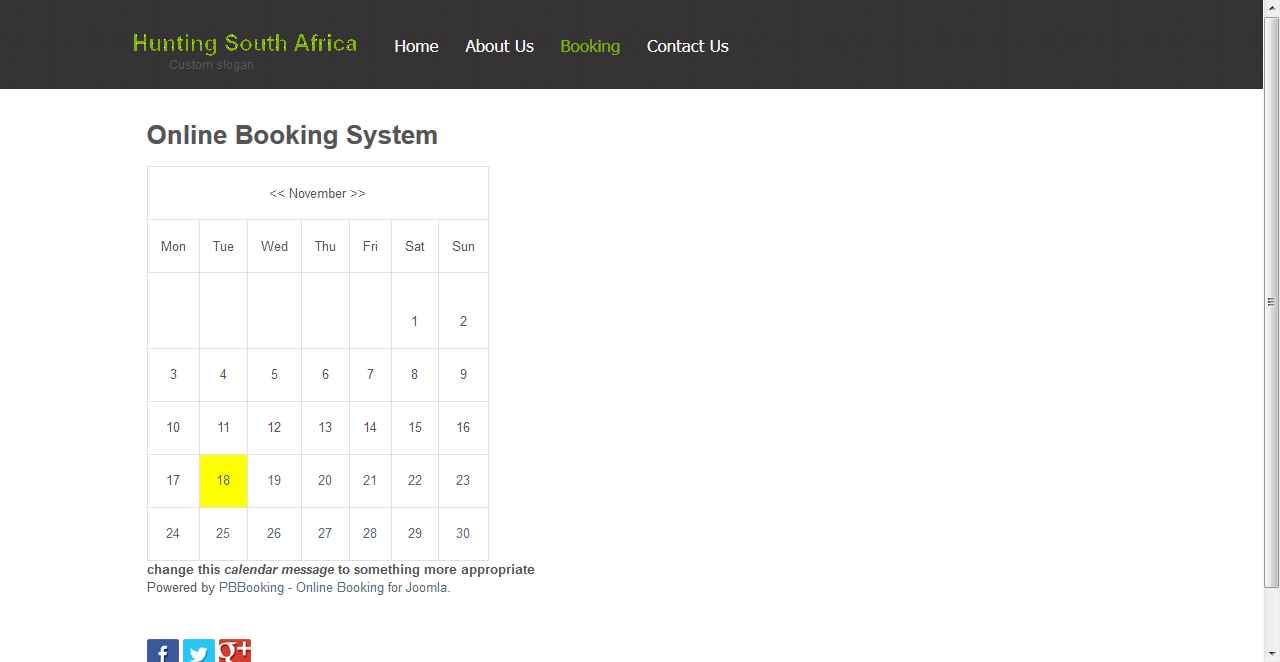 Hunting South Africa
Custom slogan
Home About Us Booking Contact Us
Online Booking System
<< November >>
Mon Tue Wed Thu Fri Sat Sun
1 2
3 4 5 6 7 8 9
10 11 12 13 14 15 16
17 18 19 20 21 22 23
24 25 26 27 28 29 30
change this calendar message to something more appropriate
Powered by PBBooking - Online Booking for Joomla.
f g+